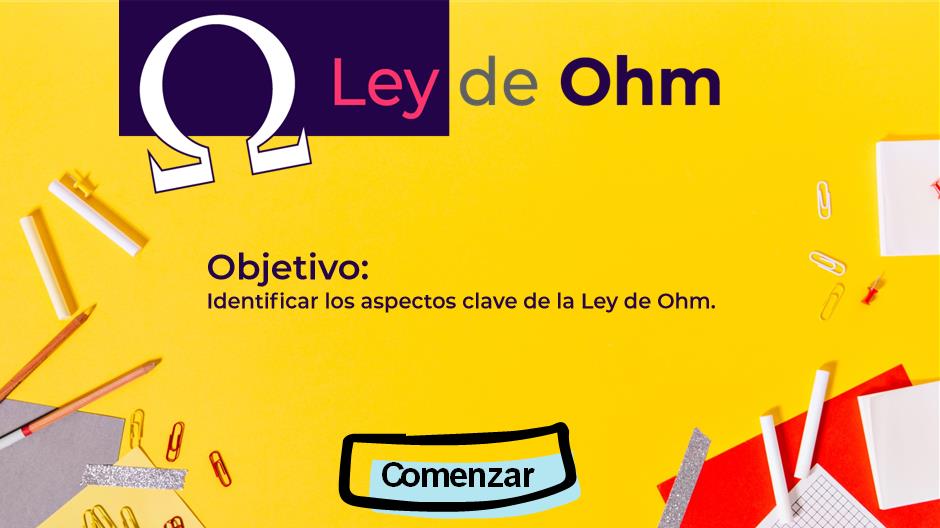 Ω
Ley de Ohm
Objetivo:
Identificar los aspectos clave de la Ley de Ohm.
Comenzar